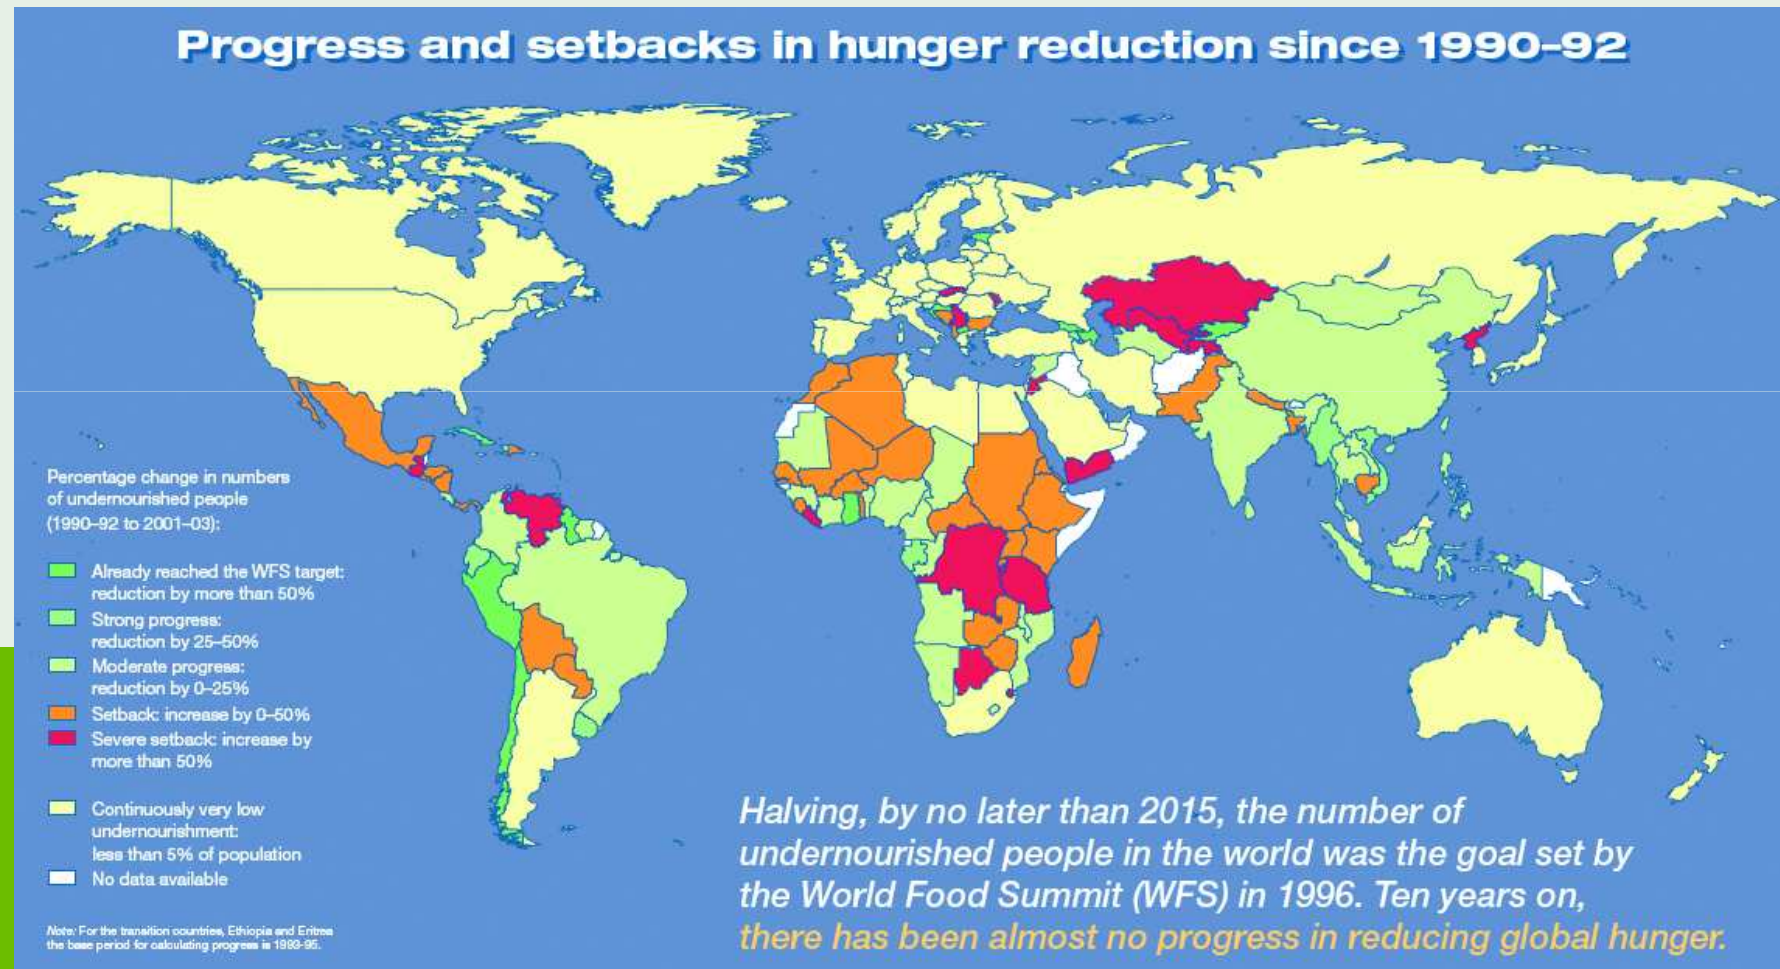 Progress and setbacks in hunger reduction since 1990–92
Percentage change in numbers
of undernourished people
(1990–92 to 2001–03):
Already reached the WFS target:
reduction by more than 50%
Strong progress:
reduction by 25–50%
Moderate progress:
reduction by 0–25%
Setback: increase by 0–50%
Severe setback: increase by
more than 50%
Continuously very low
undernourishment:
less than 5% of population
No data available
Note: For the transition countries, Ethiopia and Eritrea
the base period for calculating progress is 1993-95.
Halving, by no later than 2015, the number of
undernourished people in the world was the goal set by
the World Food Summit (WFS) in 1996. Ten years on,
there has been almost no progress in reducing global hunger.